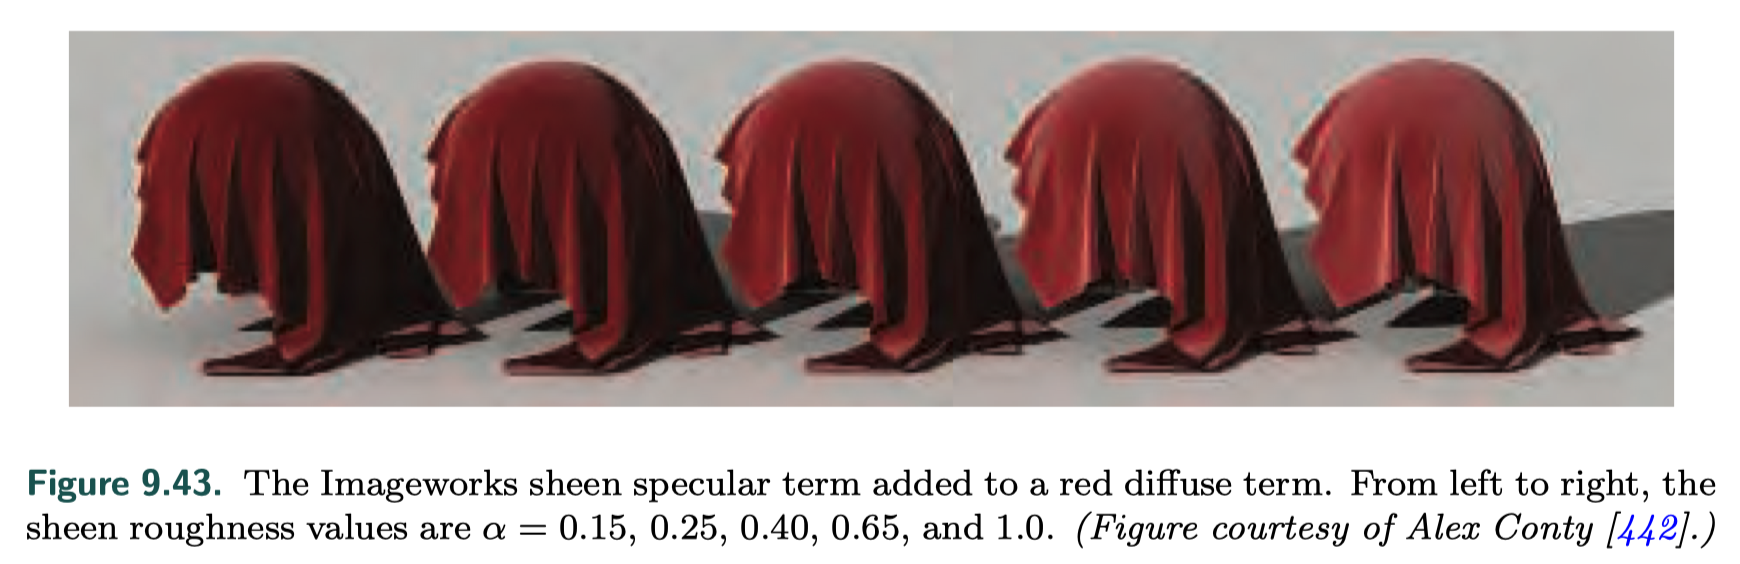 Figure 9.43. The Imageworks sheen specular term added to a red diffuse term. From left to right, the
sheen roughness values are α = 0.15, 0.25, 0.40, 0.65, and 1.0. (Figure courtesy of Alex Conty [442].)